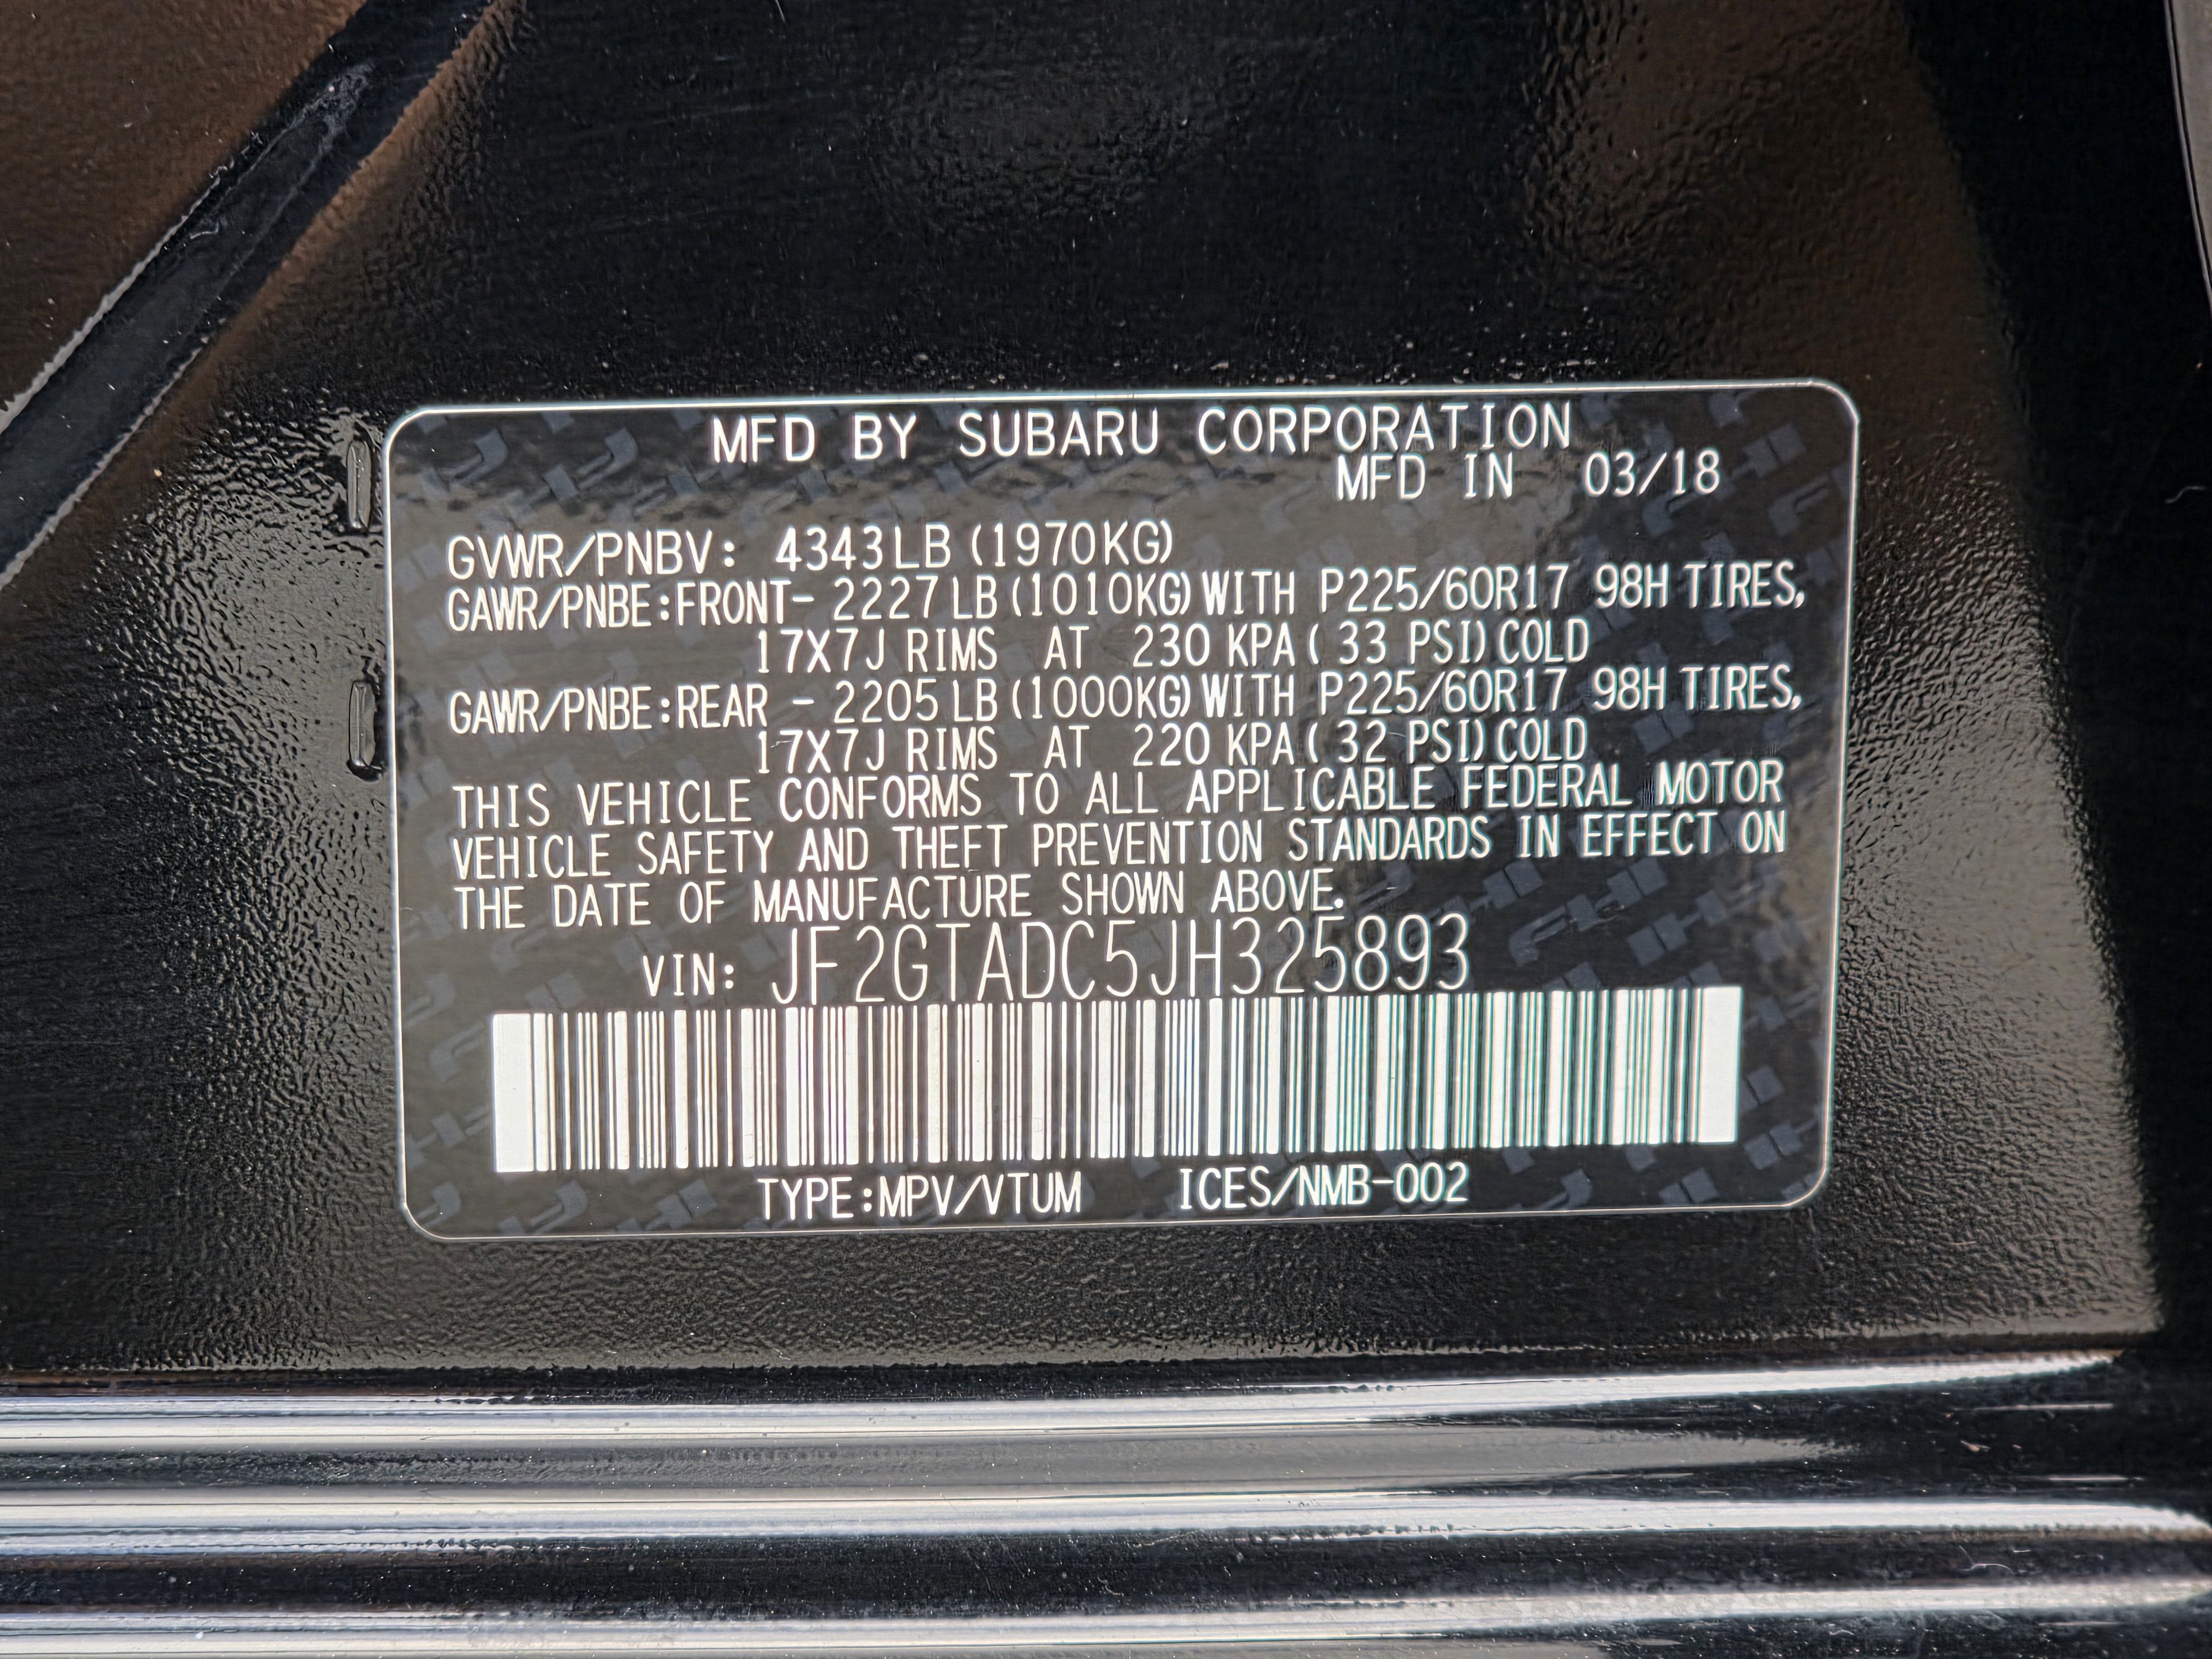 MFD BY SUBARU CORPORATION
MFD IN 03/18
GVWR/PNBV: 4343LB (1970KG)
GAWR/PNBE:FRONT- 2227 LB (1010KG) WITH P225/60R17 98H TIRES,
17X7J RIMS AT 230 KPA ( 33 PSI) COLD
GAWR/PNBE:REAR - 2205 LB (1000KG) WITH P225/60R17 98H TIRES,
17X7J RIMS AT 220 KPA ( 32 PSI) COLD
THIS VEHICLE CONFORMS TO ALL APPLICABLE FEDERAL MOTOR
VEHICLE SAFETY AND THEFT PREVENTION STANDARDS IN EFFECT ON
THE DATE OF MANUFACTURE SHOWN ABOVE.
VIN: JF2GTADC5JH325893
TYPE:MPV/VTUM ICES/NMB-002